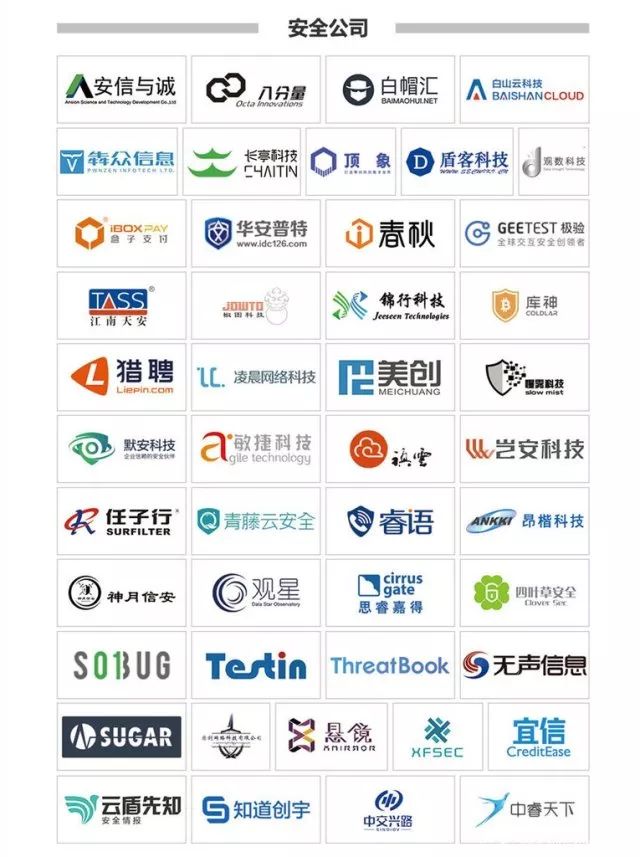 安全公司
安信与诚
Ansion Science and Technology Development Co.,Ltd
八分量
Octa Innovations
白帽汇
BAIMAOHUI.NET
白山云科技
BAISHANCLOUD
犇众信息
PWNZEN INFOTECH LTD.
长亭科技
CHAITIN
顶象
盾客科技
观数科技
iBOXPAY
盒子支付
华安普特
www.idc126.com
春秋
GEETEST 极验
全球交互安全创领者
TASS
江南天安
JOWTO
椒图科技
锦行科技
Jeeseen Technologies
库神
COLDLAR
猎聘
Liepin.com
凌晨网络科技
美创
MEICHUANG
慢雾科技
slow mist
默安科技
企业信赖的安全伙伴
敏捷科技
agile technology
滇雲
岂安科技
任子行
SURFILTER
青藤云安全
睿语
ANKKI 昂楷科技
神月信安
观星
Data Star Observatory
cirrus
gate
思睿嘉得
四叶草安全
Clover Sec
SOBUG
Testin
ThreatBook
无声信息
SUGAR
悬镜
XMIRROR
XFSEC
宜信
CreditEase
云盾先知
安全情报
知道创宇
中交兴路
SINOIOV
中睿天下